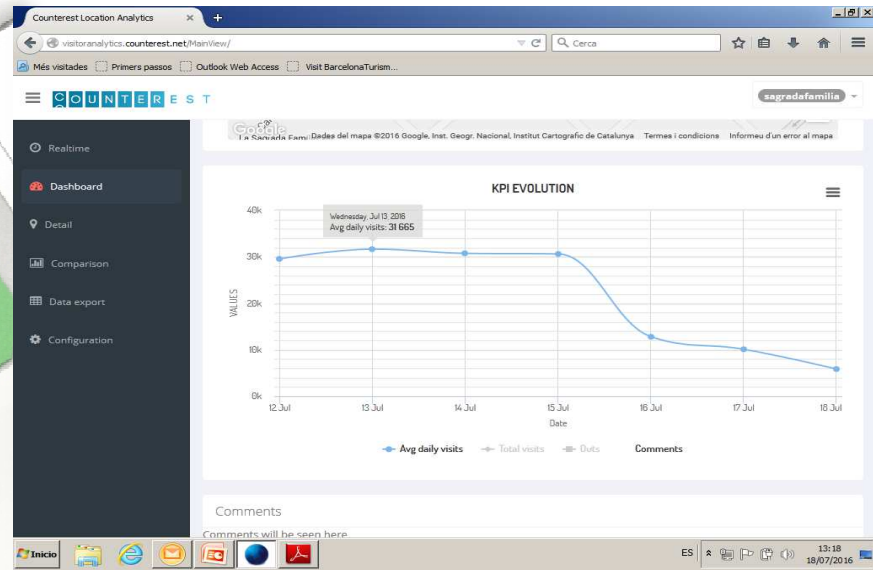 Counterest Location Analytics
visitoranalytics.counterest.net/MainView/
Cerca
Més visitades Primers passos Outlook Web Access Visit BarcelonaTurism...
COUNTEREST
sagradafamilia
Google
La Sagrada Famí
Dades del mapa ©2016 Google, Inst. Geogr. Nacional, Institut Cartogràfic de Catalunya Termes i condicions Informeu d'un error al mapa
Realtime
Dashboard
Detail
Comparison
Data export
Configuration
KPI EVOLUTION
Wednesday, Jul 13, 2016
Avg daily visits: 31 665
VALUES
40k
30k
20k
10k
0k
12 Jul 13 Jul 14 Jul 15 Jul 16 Jul 17 Jul 18 Jul
Date
Avg daily visits Total visits Outs Comments
Comments
Comments will be seen here
Inicio
ES
13:18
18/07/2016